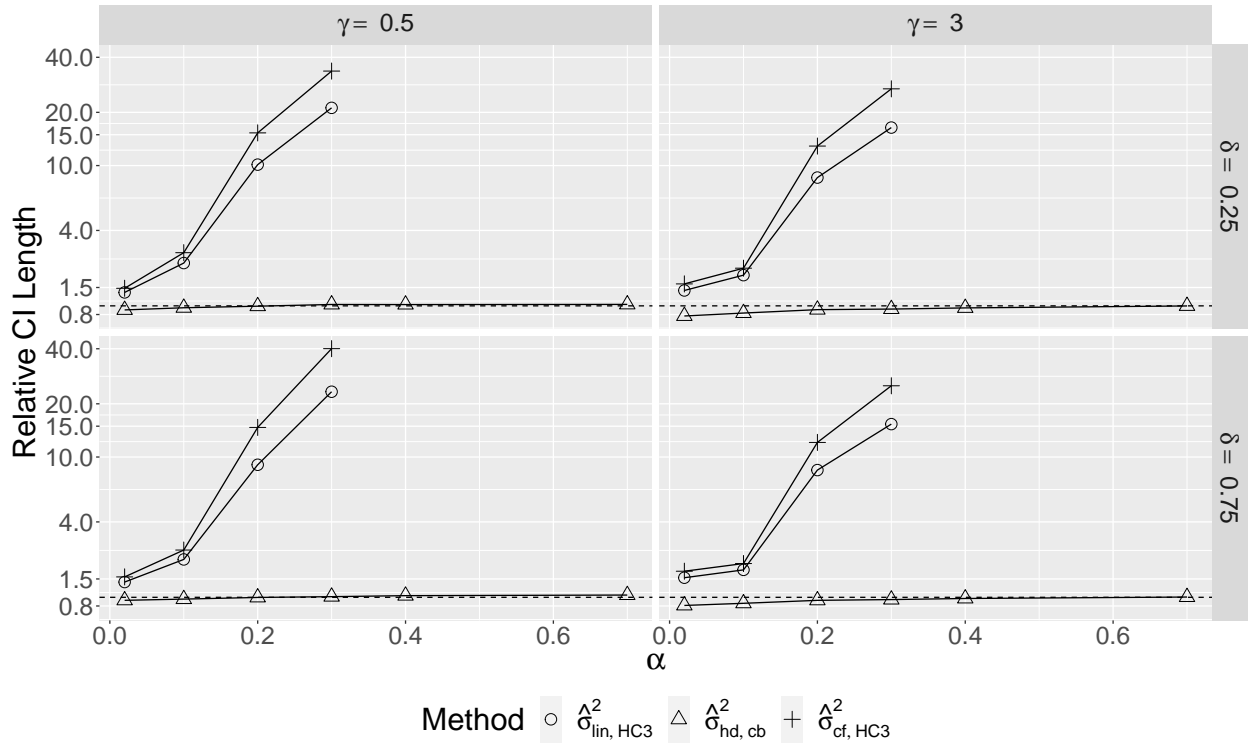 γ = 0.5
γ = 3
40.0
20.0
15.0
10.0
4.0
1.5
0.8
δ = 0.25
Relative CI Length
40.0
20.0
15.0
10.0
4.0
1.5
0.8
δ = 0.75
0.0 0.2 0.4 0.6 0.0 0.2 0.4 0.6
α
Method σ̂²lin, HC3 σ̂²hd, cb σ̂²cf, HC3